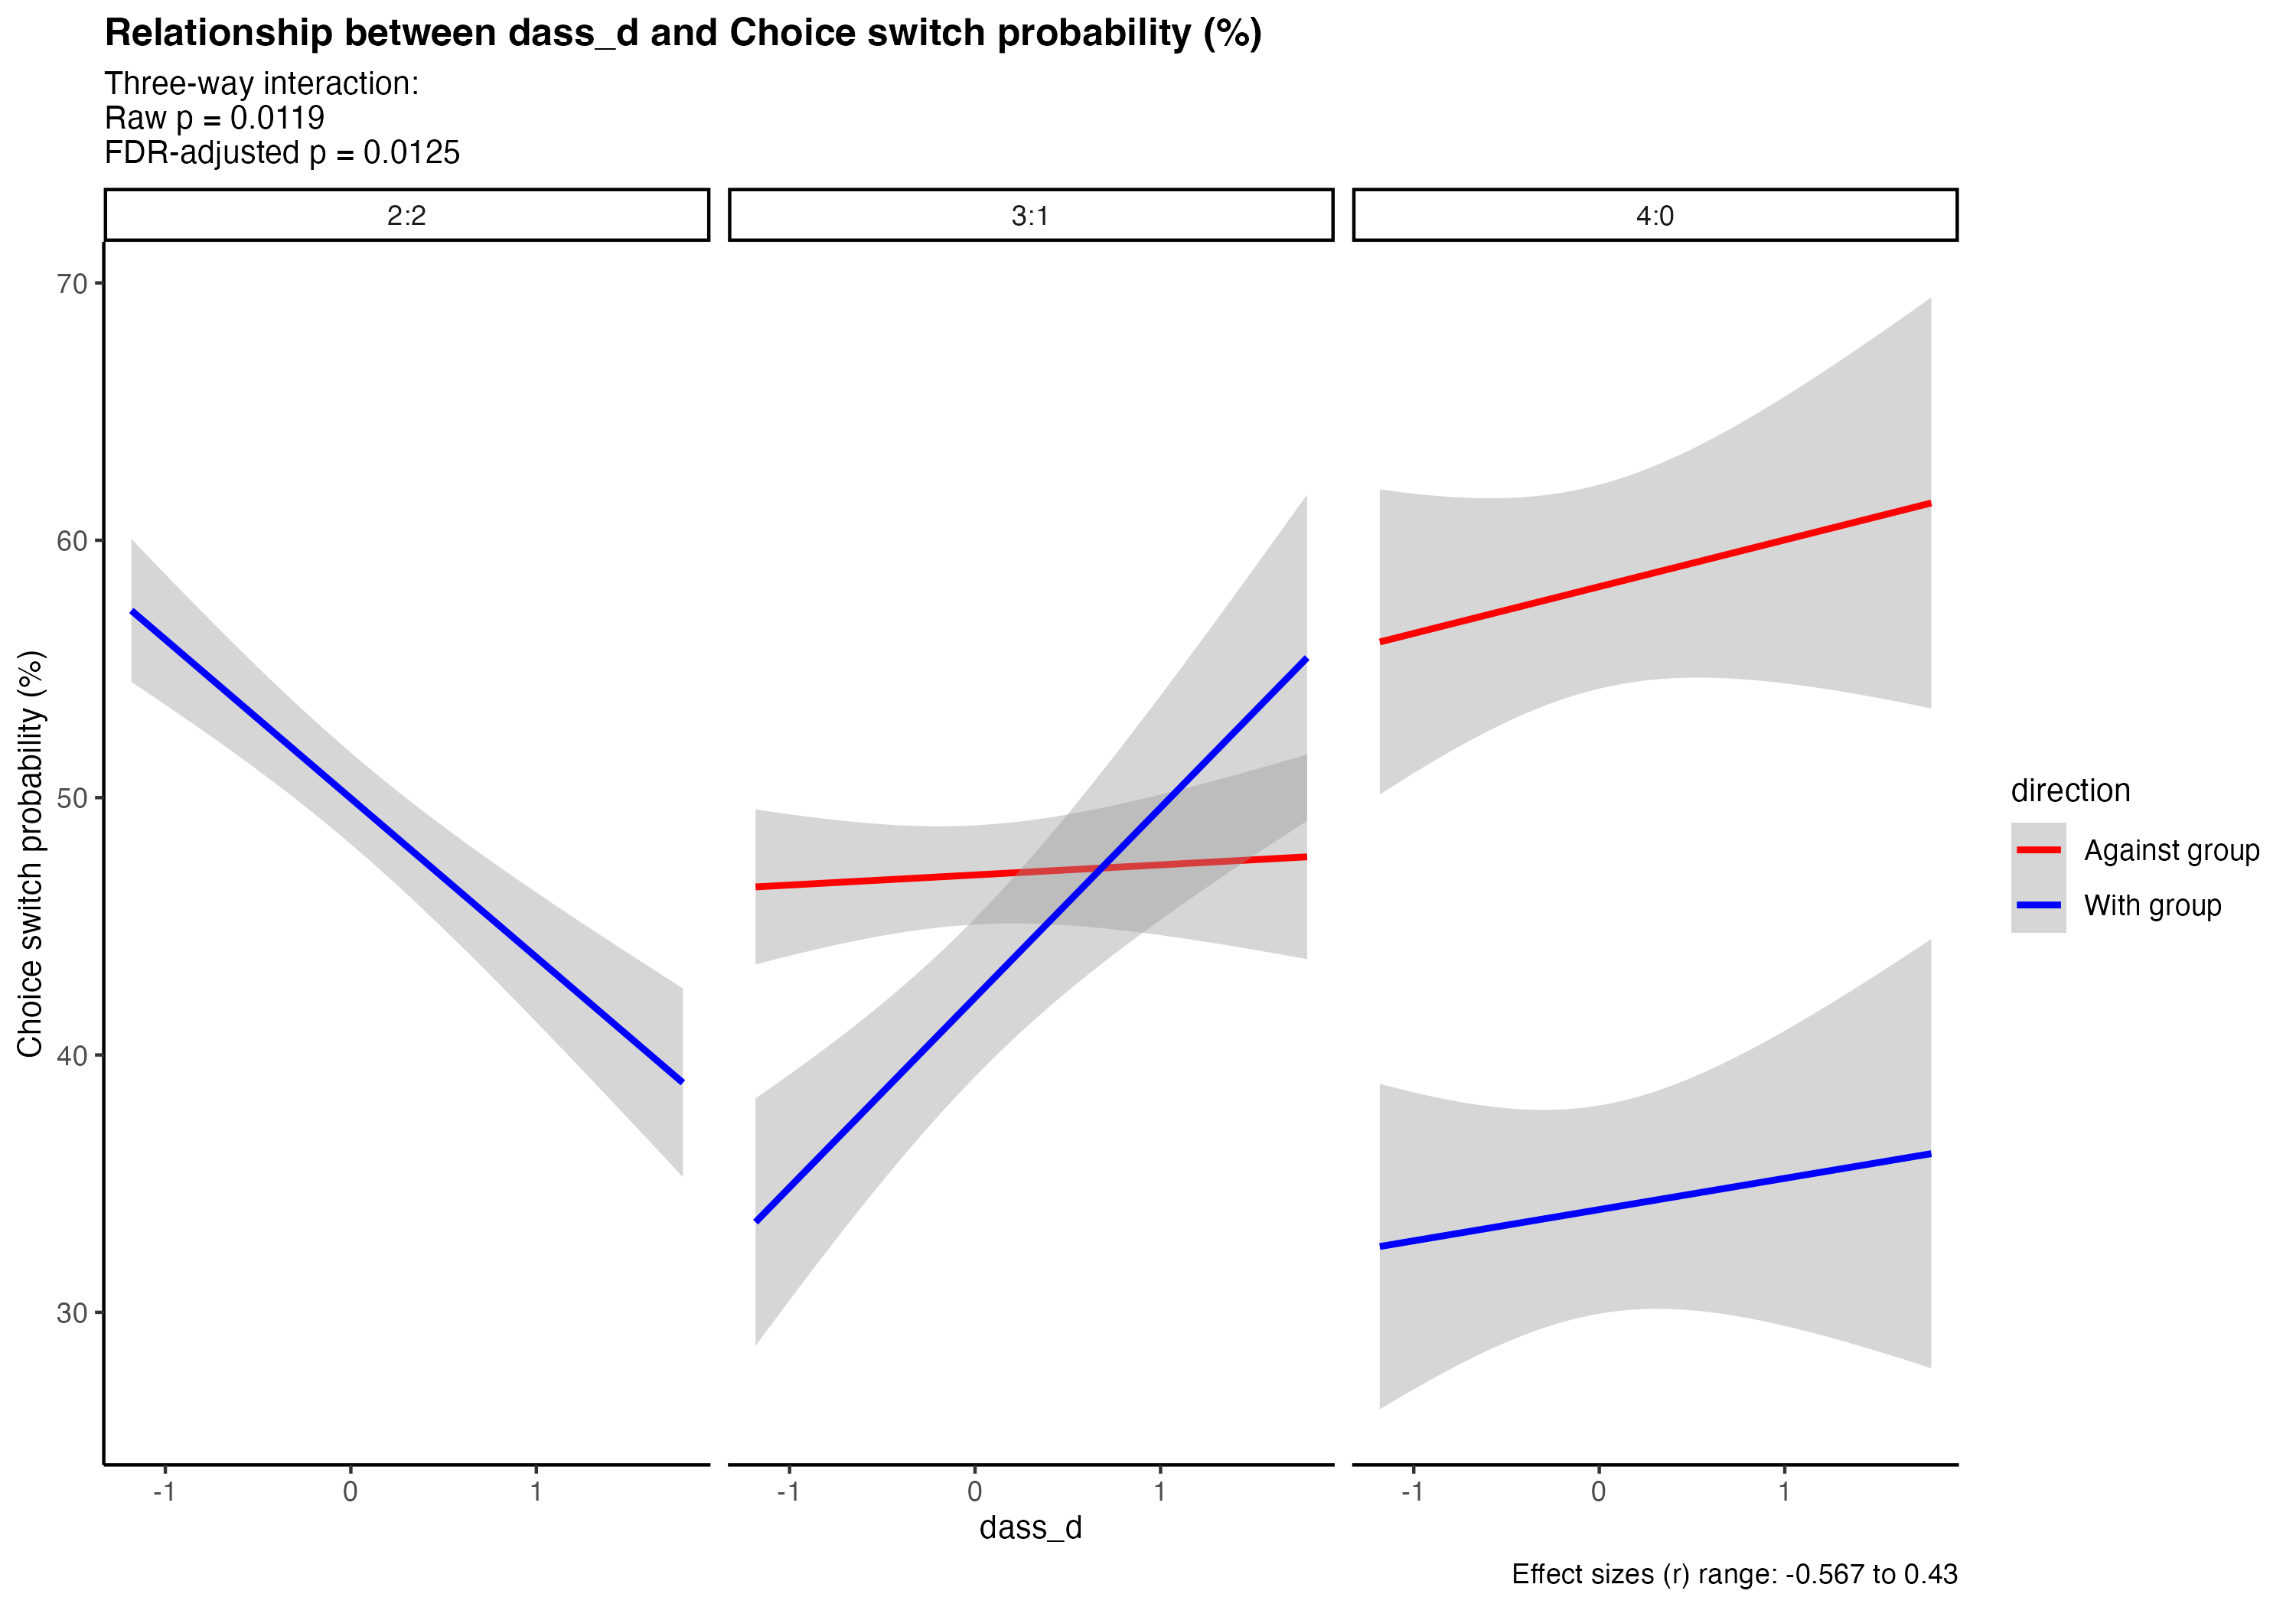 Relationship between dass_d and Choice switch probability (%)
Three-way interaction:
Raw p = 0.0119
FDR-adjusted p = 0.0125
2:2
3:1
4:0
70
60
50
40
30
Choice switch probability (%)
-1 0 1
-1 0 1
-1 0 1
dass_d
direction
Against group
With group
Effect sizes (r) range: -0.567 to 0.43